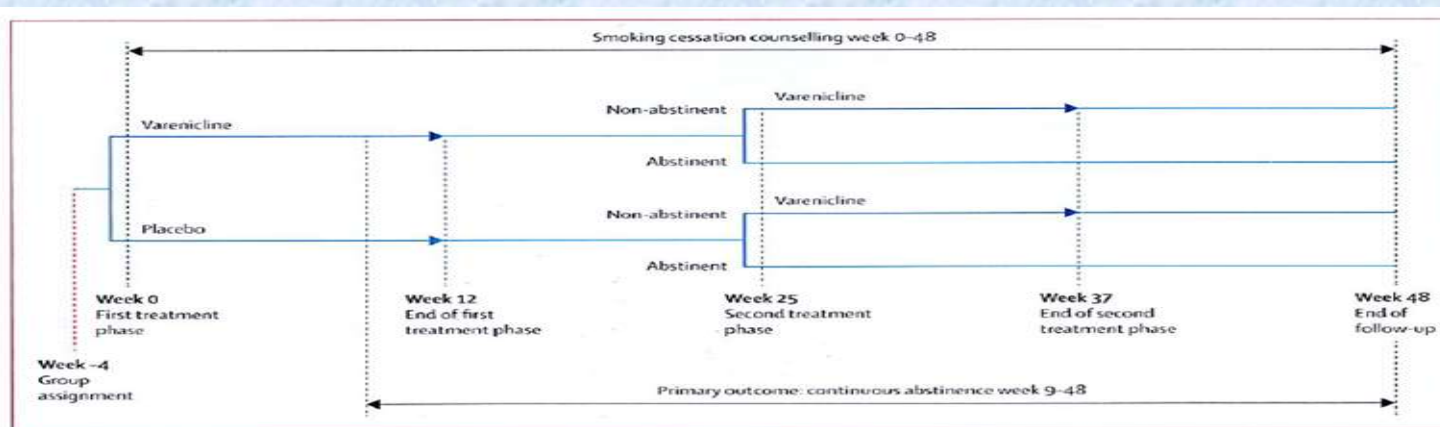 Smoking cessation counselling week 0–48
Varenicline
Non-abstinent
Varenicline
Abstinent
Placebo
Non-abstinent
Varenicline
Abstinent
Week 0
First treatment
phase
Week 12
End of first
treatment phase
Week 25
Second treatment
phase
Week 37
End of second
treatment phase
Week 48
End of
follow-up
Week –4
Group
assignment
Primary outcome: continuous abstinence week 9–48